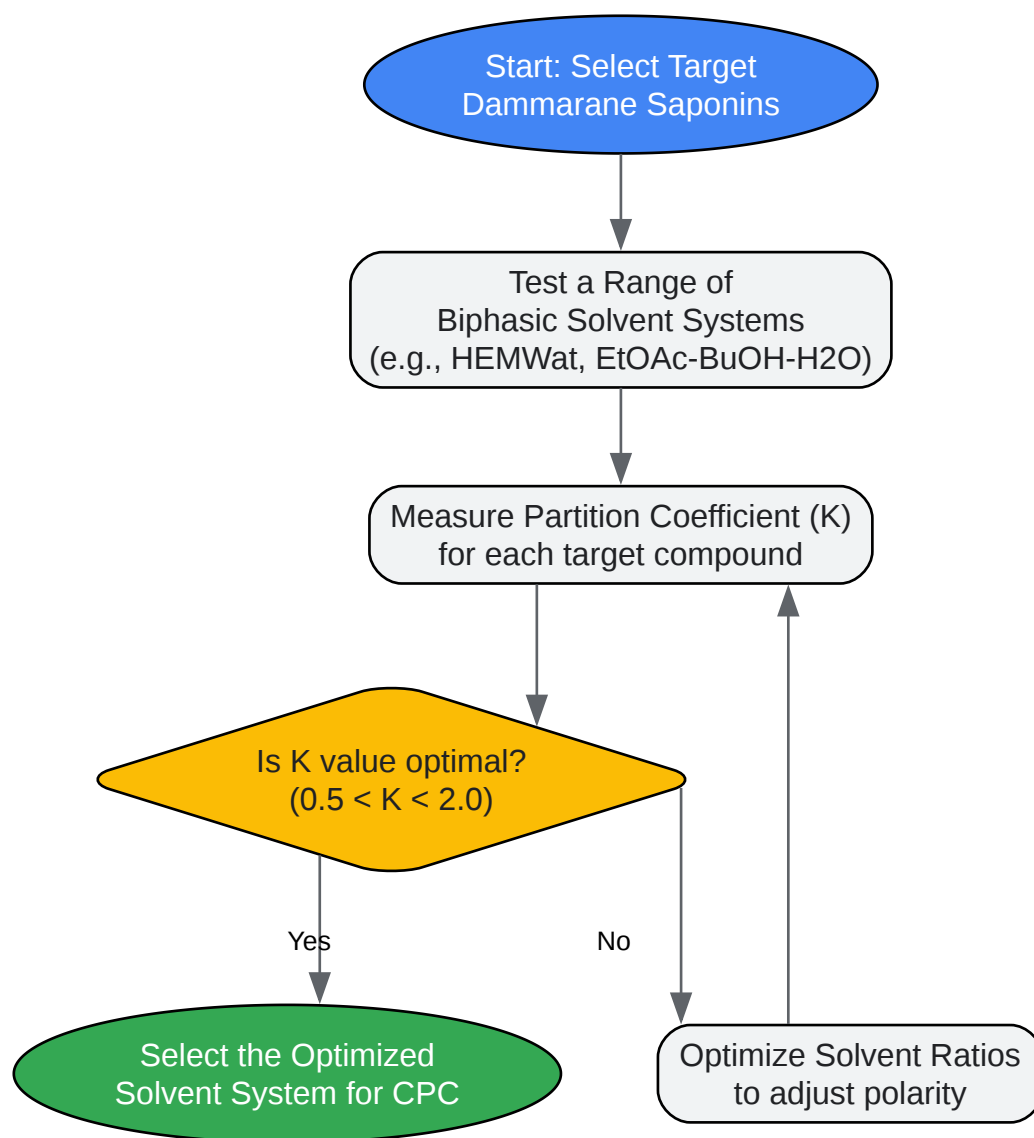 Start: Select Target
Dammarane Saponins
Test a Range of
Biphasic Solvent Systems
(e.g., HEMWat, EtOAc-BuOH-H2O)
Measure Partition Coefficient (K)
for each target compound
Is K value optimal?
(0.5 < K < 2.0)
Yes
No
Select the Optimized
Solvent System for CPC
Optimize Solvent Ratios
to adjust polarity